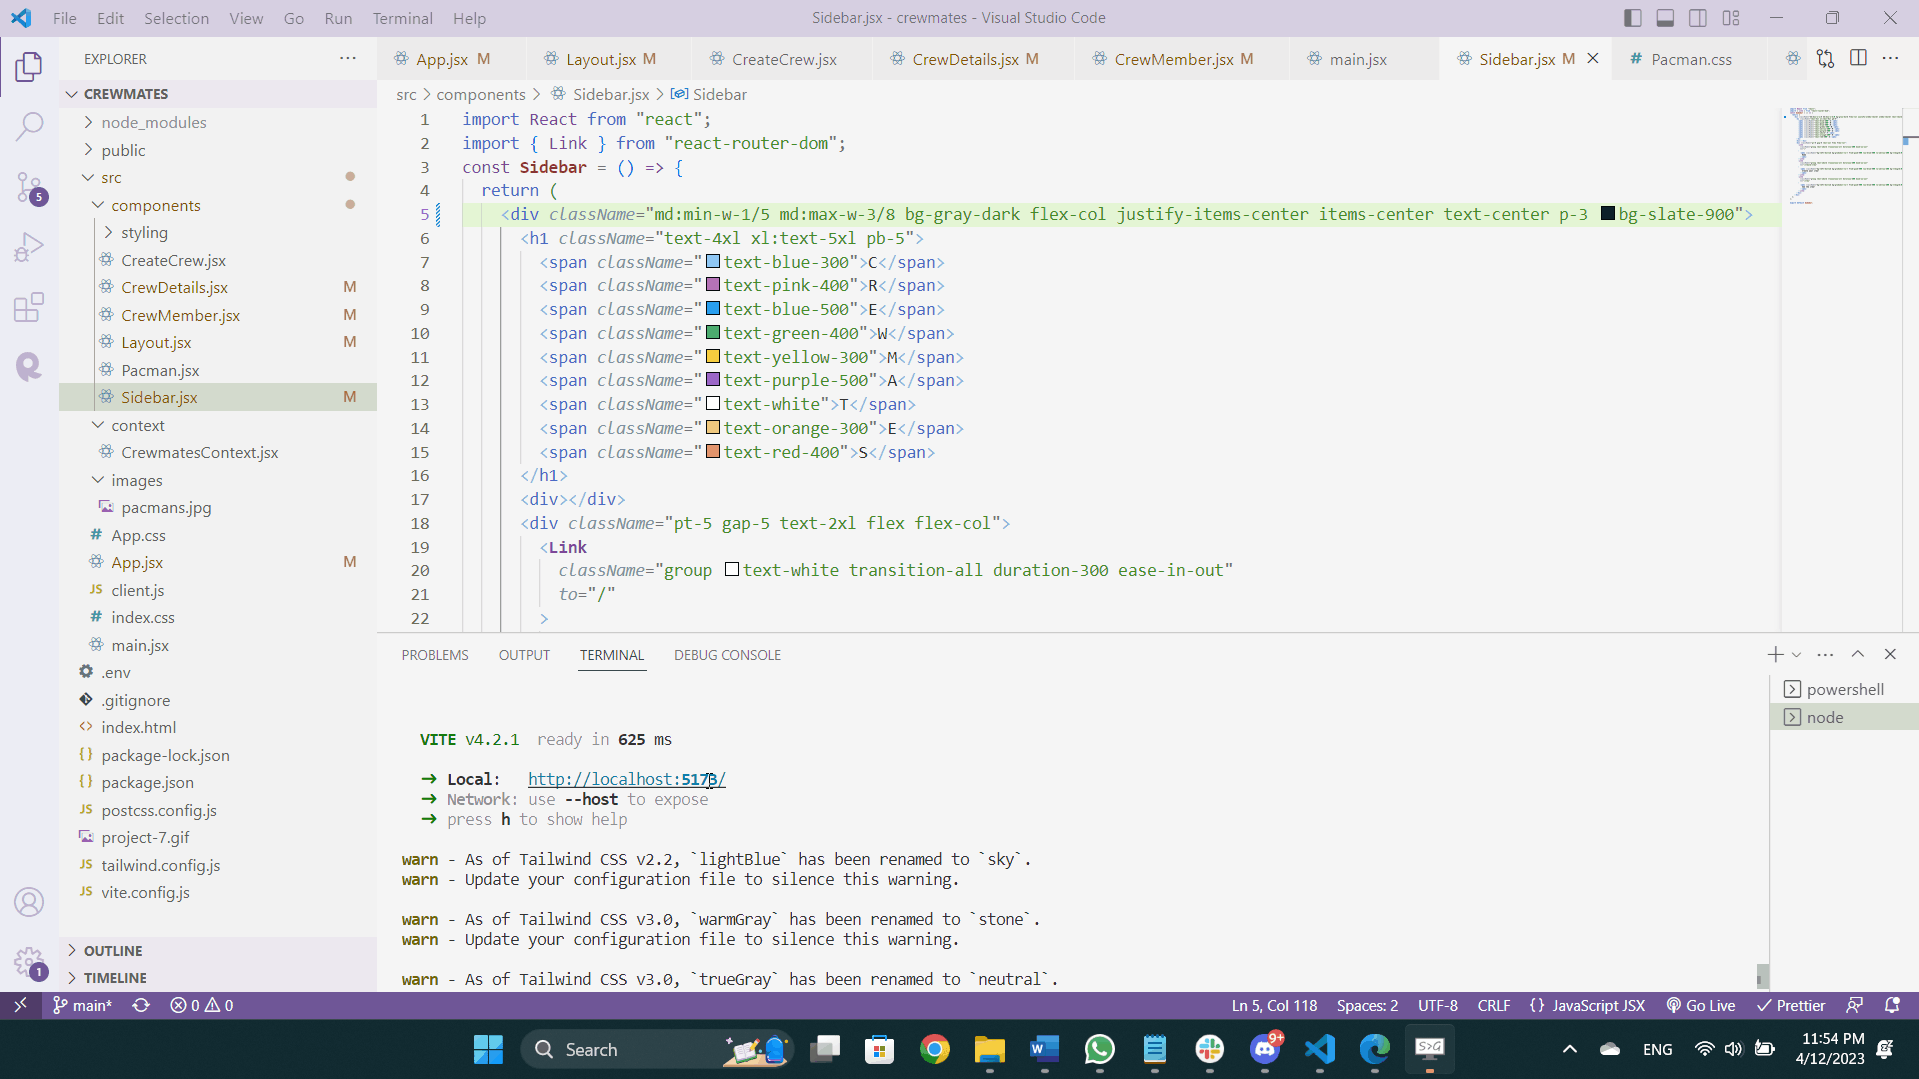 File Edit Selection View Go Run Terminal Help
Sidebar.jsx - crewmates - Visual Studio Code
EXPLORER
CREWMATES
node_modules
public
src
components
styling
CreateCrew.jsx
CrewDetails.jsx M
CrewMember.jsx M
Layout.jsx M
Pacman.jsx
Sidebar.jsx M
context
CrewmatesContext.jsx
images
pacmans.jpg
# App.css
App.jsx M
JS client.js
# index.css
main.jsx
.env
.gitignore
<> index.html
{} package-lock.json
{} package.json
JS postcss.config.js
project-7.gif
JS tailwind.config.js
JS vite.config.js
OUTLINE
TIMELINE
5
1
App.jsx M Layout.jsx M CreateCrew.jsx CrewDetails.jsx M CrewMember.jsx M main.jsx Sidebar.jsx M # Pacman.css
src > components > Sidebar.jsx > Sidebar
1 import React from "react";
2 import { Link } from "react-router-dom";
3 const Sidebar = () => {
4 return (
5 <div className="md:min-w-1/5 md:max-w-3/8 bg-gray-dark flex-col justify-items-center items-center text-center p-3 bg-slate-900">
6 <h1 className="text-4xl xl:text-5xl pb-5">
7 <span className="text-blue-300">C</span>
8 <span className="text-pink-400">R</span>
9 <span className="text-blue-500">E</span>
10 <span className="text-green-400">W</span>
11 <span className="text-yellow-300">M</span>
12 <span className="text-purple-500">A</span>
13 <span className="text-white">T</span>
14 <span className="text-orange-300">E</span>
15 <span className="text-red-400">S</span>
16 </h1>
17 <div></div>
18 <div className="pt-5 gap-5 text-2xl flex flex-col">
19 <Link
20 className="group text-white transition-all duration-300 ease-in-out"
21 to="/"
22 >
PROBLEMS OUTPUT TERMINAL DEBUG CONSOLE
powershell
node
VITE v4.2.1 ready in 625 ms
➜ Local: http://localhost:5173/
➜ Network: use --host to expose
➜ press h to show help
warn - As of Tailwind CSS v2.2, `lightBlue` has been renamed to `sky`.
warn - Update your configuration file to silence this warning.
warn - As of Tailwind CSS v3.0, `warmGray` has been renamed to `stone`.
warn - Update your configuration file to silence this warning.
warn - As of Tailwind CSS v3.0, `trueGray` has been renamed to `neutral`.
main* 0 0 Ln 5, Col 118 Spaces: 2 UTF-8 CRLF {} JavaScript JSX Go Live Prettier
Search
S>G
9+
ENG
11:54 PM
4/12/2023